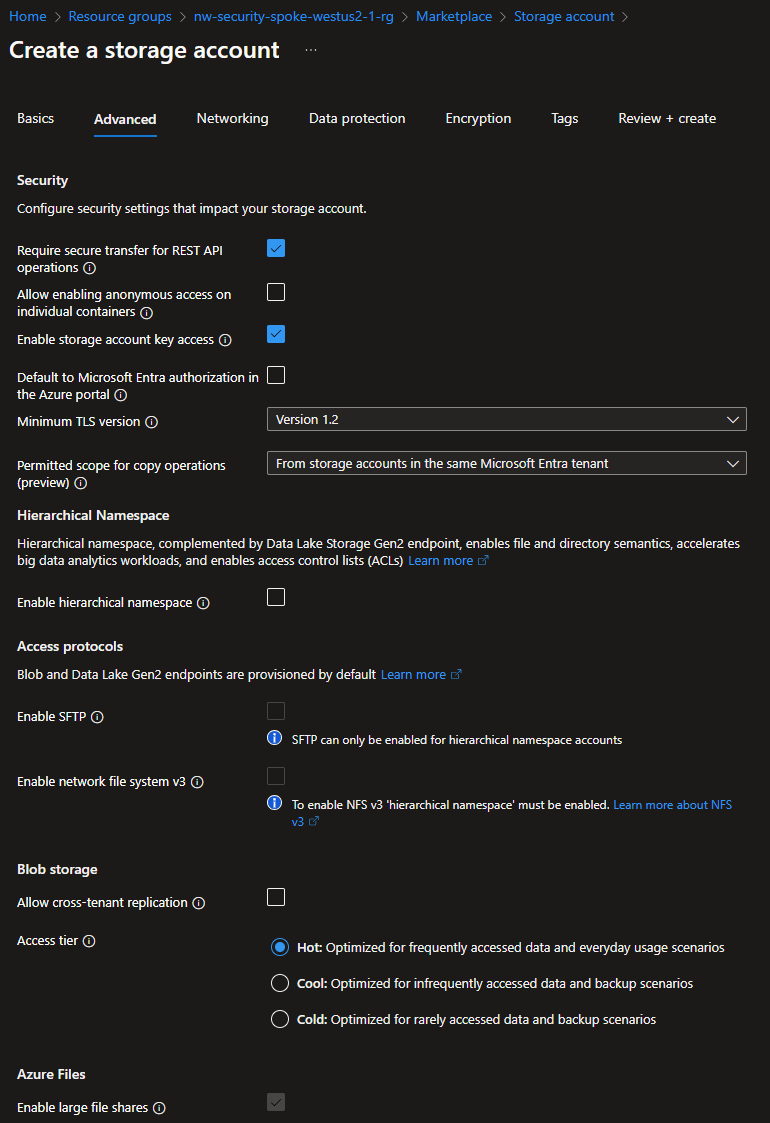 Home > Resource groups > nw-security-spoke-westus2-1-rg > Marketplace > Storage account >
Create a storage account ...
Basics Advanced Networking Data protection Encryption Tags Review + create
Security
Configure security settings that impact your storage account.
Require secure transfer for REST API
operations
Allow enabling anonymous access on
individual containers
Enable storage account key access
Default to Microsoft Entra authorization in
the Azure portal
Minimum TLS version Version 1.2
Permitted scope for copy operations From storage accounts in the same Microsoft Entra tenant
(preview)
Hierarchical Namespace
Hierarchical namespace, complemented by Data Lake Storage Gen2 endpoint, enables file and directory semantics, accelerates
big data analytics workloads, and enables access control lists (ACLs) Learn more
Enable hierarchical namespace
Access protocols
Blob and Data Lake Gen2 endpoints are provisioned by default Learn more
Enable SFTP
SFTP can only be enabled for hierarchical namespace accounts
Enable network file system v3
To enable NFS v3 'hierarchical namespace' must be enabled. Learn more about NFS
v3
Blob storage
Allow cross-tenant replication
Access tier Hot: Optimized for frequently accessed data and everyday usage scenarios
Cool: Optimized for infrequently accessed data and backup scenarios
Cold: Optimized for rarely accessed data and backup scenarios
Azure Files
Enable large file shares